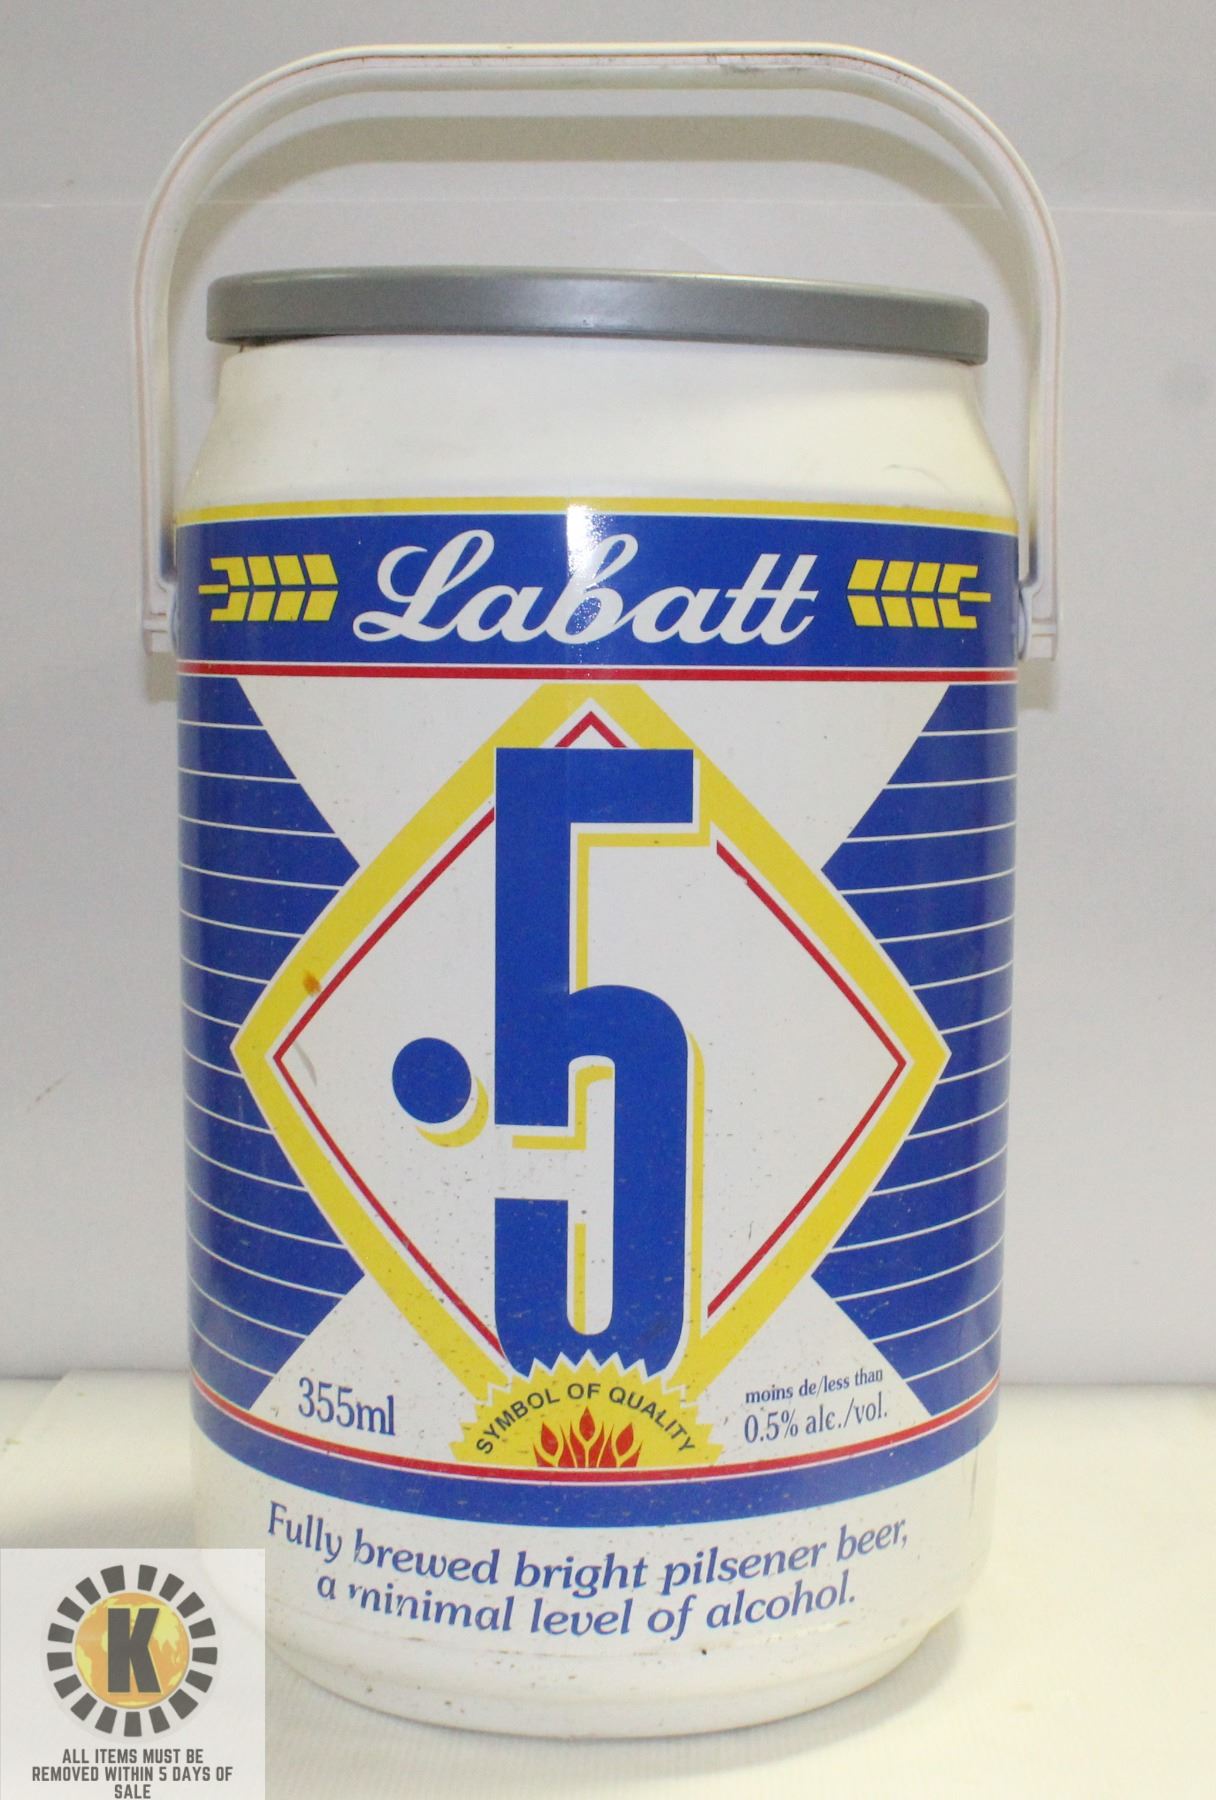 Labatt
.5
355ml
SYMBOL OF QUALITY
moins de/less than
0.5% alc./vol.
Fully brewed bright pilsener beer,
a minimal level of alcohol.
K
ALL ITEMS MUST BE
REMOVED WITHIN 5 DAYS OF
SALE